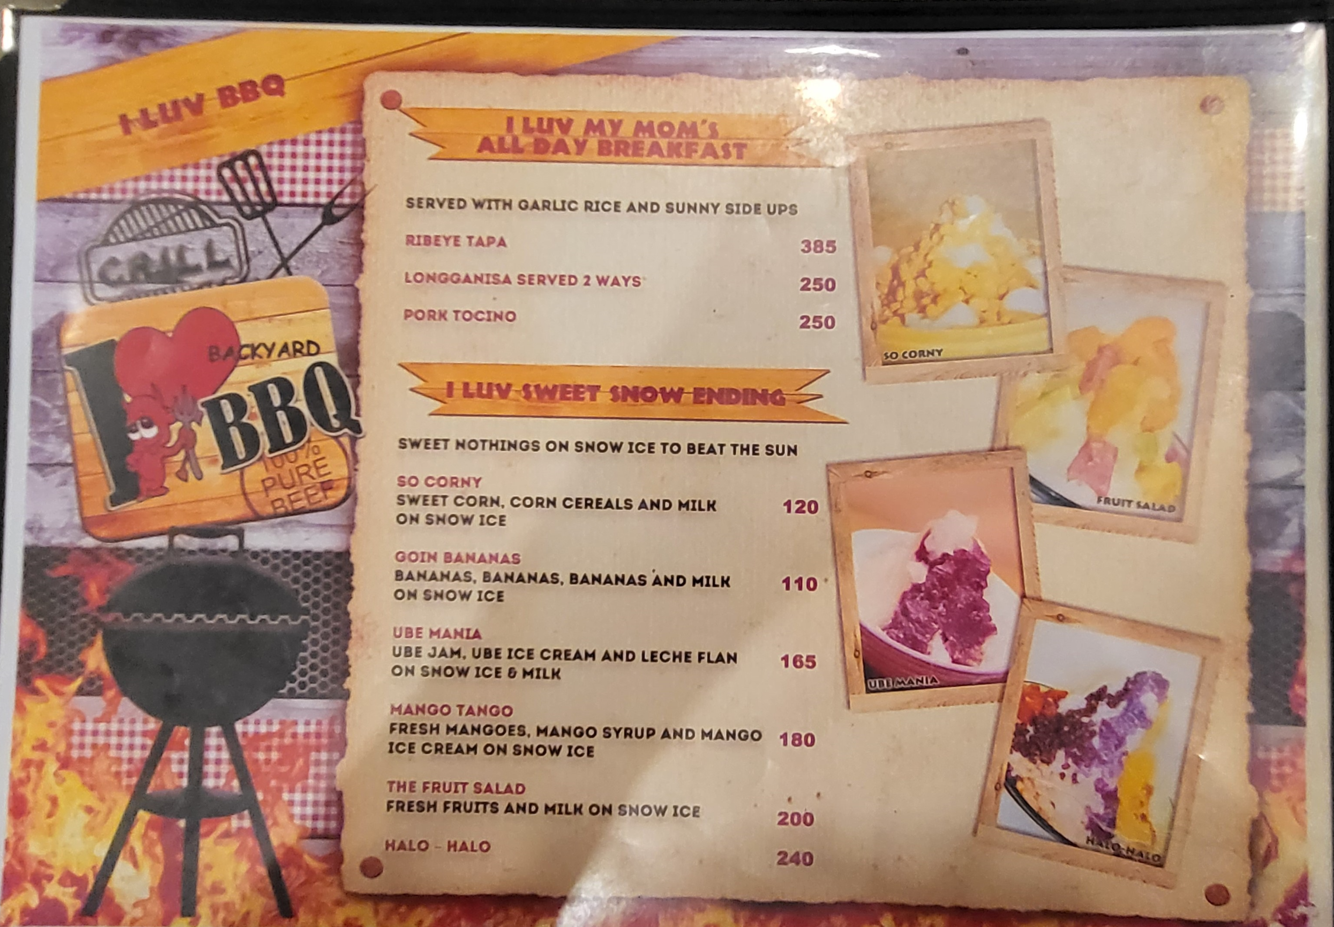 I LUV BBQ
GRILL
I
BACKYARD
BBQ
100%
PURE
BEEF
I LUV MY MOM'S
ALL DAY BREAKFAST
SERVED WITH GARLIC RICE AND SUNNY SIDE UPS
RIBEYE TAPA 385
LONGGANISA SERVED 2 WAYS 250
PORK TOCINO 250
I LUV SWEET SNOW ENDING
SWEET NOTHINGS ON SNOW ICE TO BEAT THE SUN
SO CORNY
SWEET CORN, CORN CEREALS AND MILK 120
ON SNOW ICE
GOIN BANANAS
BANANAS, BANANAS, BANANAS AND MILK 110
ON SNOW ICE
UBE MANIA
UBE JAM, UBE ICE CREAM AND LECHE FLAN 165
ON SNOW ICE & MILK
MANGO TANGO
FRESH MANGOES, MANGO SYRUP AND MANGO 180
ICE CREAM ON SNOW ICE
THE FRUIT SALAD
FRESH FRUITS AND MILK ON SNOW ICE 200
HALO - HALO 240
SO CORNY
FRUIT SALAD
UBE MANIA
HALO-HALO